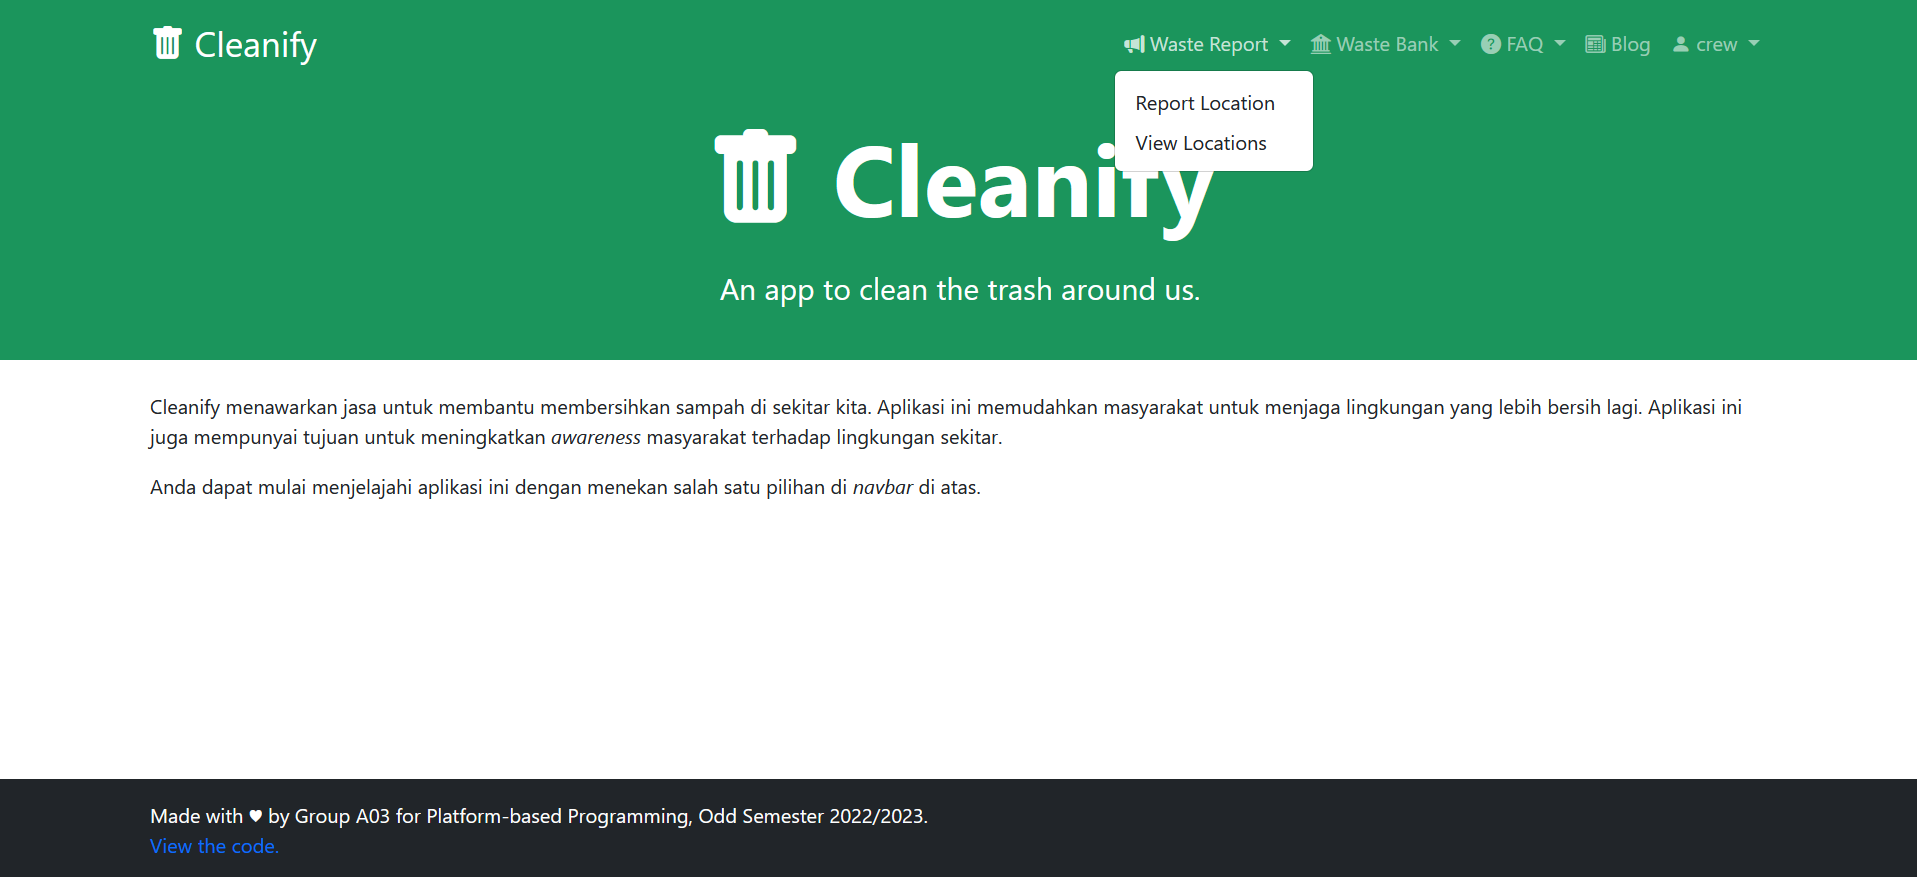 Cleanify
Waste Report
Waste Bank
FAQ
Blog
crew
Report Location
View Locations
Cleanify
An app to clean the trash around us.
Cleanify menawarkan jasa untuk membantu membersihkan sampah di sekitar kita. Aplikasi ini memudahkan masyarakat untuk menjaga lingkungan yang lebih bersih lagi. Aplikasi ini
juga mempunyai tujuan untuk meningkatkan awareness masyarakat terhadap lingkungan sekitar.
Anda dapat mulai menjelajahi aplikasi ini dengan menekan salah satu pilihan di navbar di atas.
Made with ♥ by Group A03 for Platform-based Programming, Odd Semester 2022/2023.
View the code.